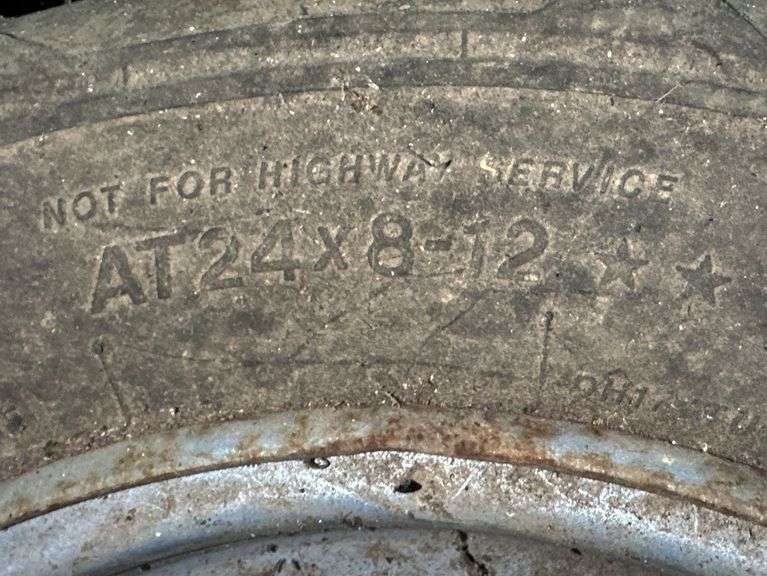 NOT FOR HIGHWAY SERVICE
AT24x8-12 ☆ ★